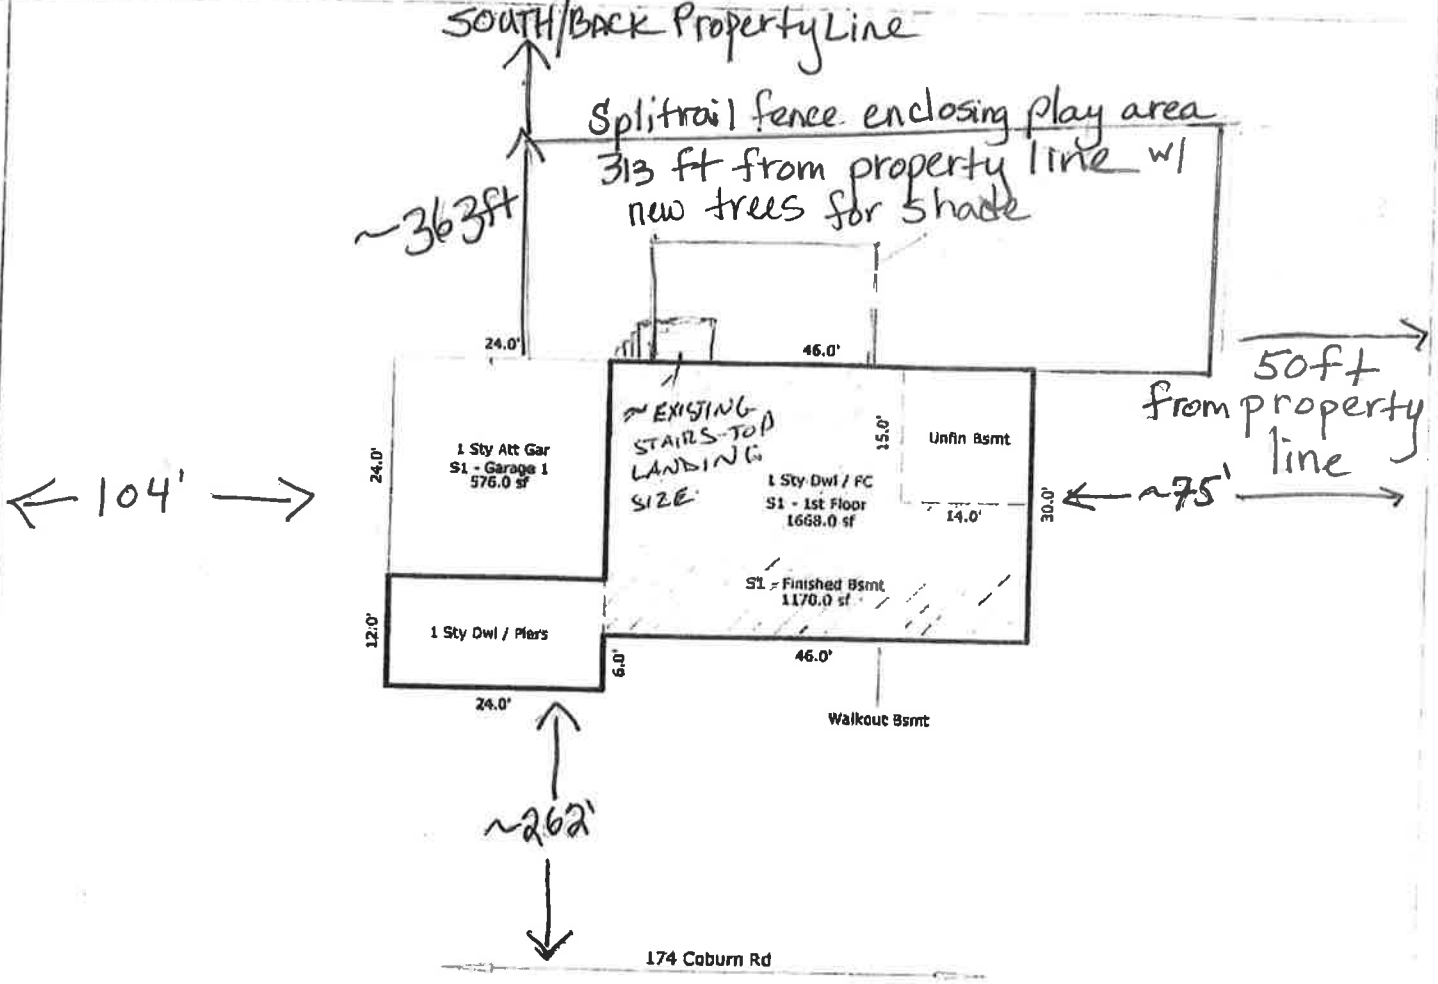 SOUTH/BACK Property Line
Splitrail fence enclosing play area
313 ft from property line w/
new trees for shade
~363ft
24.0'
46.0'
50ft
from property
line
~EXISTING
STAIRS-TOP
LANDING
SIZE
15.0'
Unfin Bsmt
24.0'
1 Sty Att Gar
S1 - Garage 1
576.0 sf
1 Sty Dwl / FC
S1 - 1st Floor
1668.0 sf
14.0'
30.0'
104'
~75'
S1 - Finished Bsmt
1170.0 sf
12.0'
1 Sty Dwl / Piers
6.0'
46.0'
24.0'
Walkout Bsmt
~262'
174 Coburn Rd